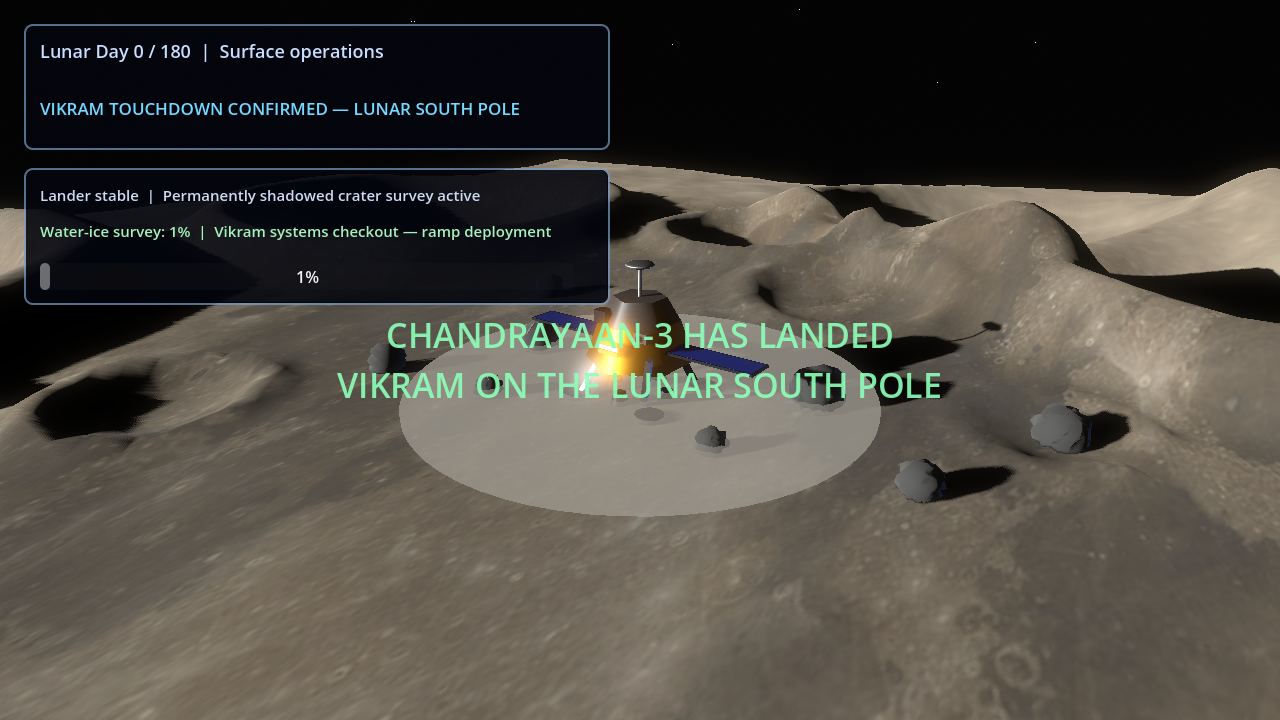 Lunar Day 0 / 180 | Surface operations
VIKRAM TOUCHDOWN CONFIRMED — LUNAR SOUTH POLE
Lander stable | Permanently shadowed crater survey active
Water-ice survey: 1% | Vikram systems checkout — ramp deployment
1%
CHANDRAYAAN-3 HAS LANDED
VIKRAM ON THE LUNAR SOUTH POLE